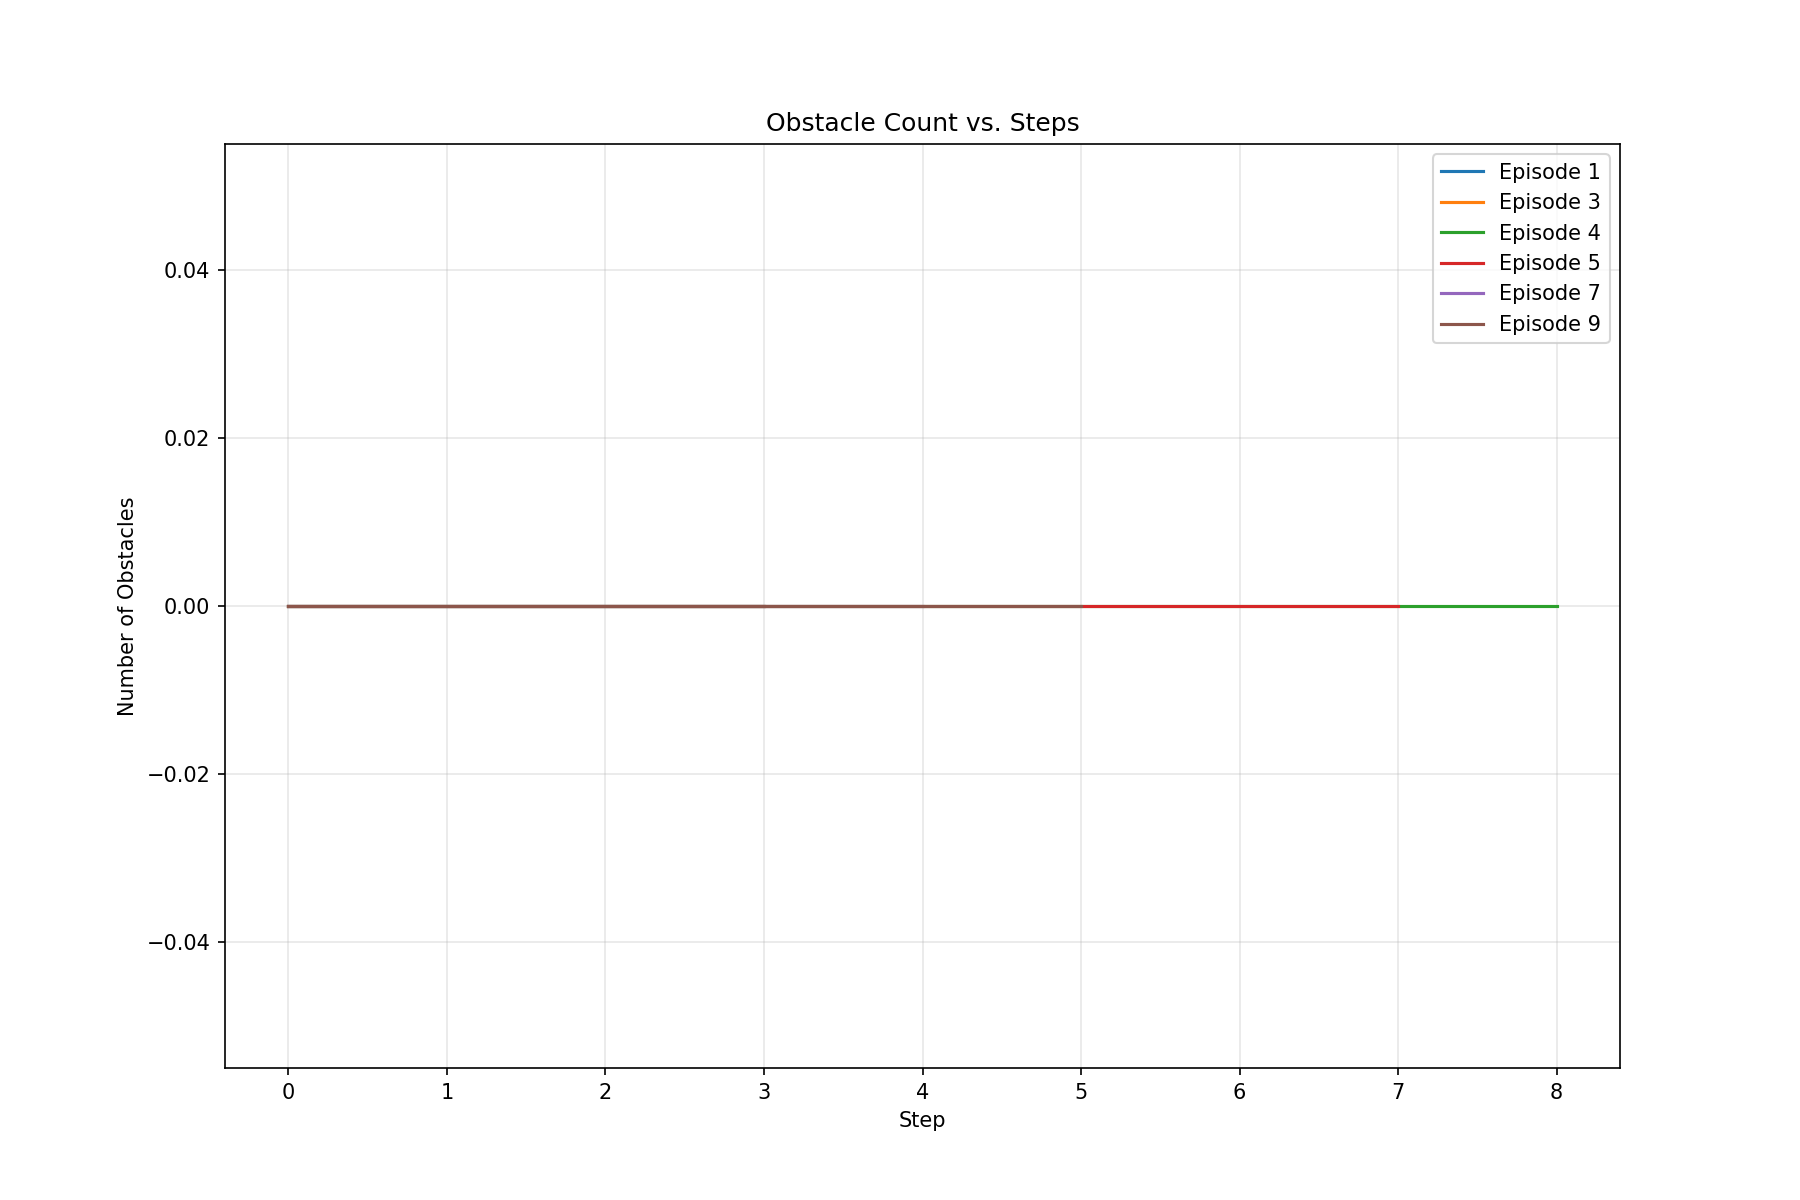 Obstacle Count vs. Steps
Episode 1
Episode 3
Episode 4
Episode 5
Episode 7
Episode 9
0.04
0.02
0.00
−0.02
−0.04
Number of Obstacles
0 1 2 3 4 5 6 7 8
Step